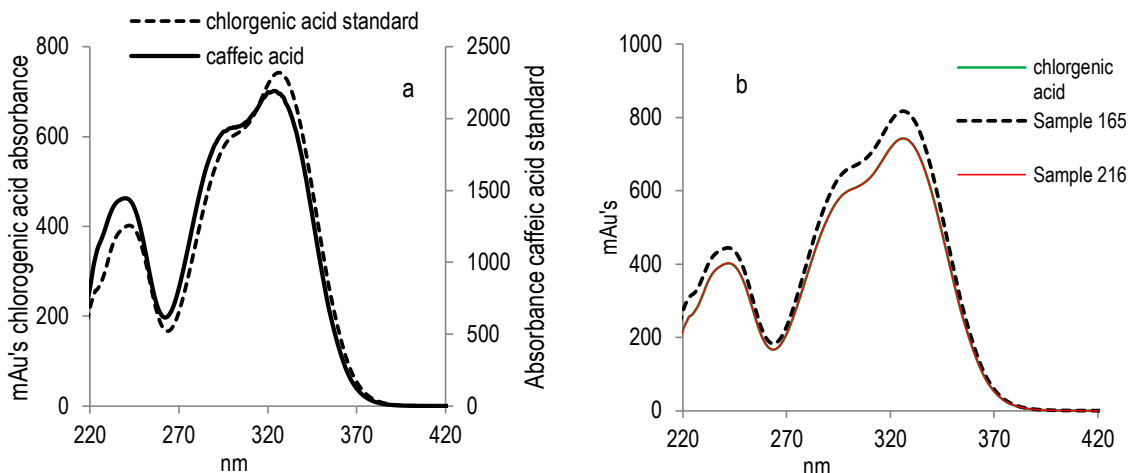 chlorgenic acid standard
caffeic acid
a
mAu's chlorogenic acid absorbance
800
600
400
200
0
2500
2000
1500
1000
500
0
Absorbance caffeic acid standard
220 270 320 370 420
nm
b
chlorgenic
acid
Sample 165
Sample 216
mAu's
1000
800
600
400
200
0
220 270 320 370 420
nm